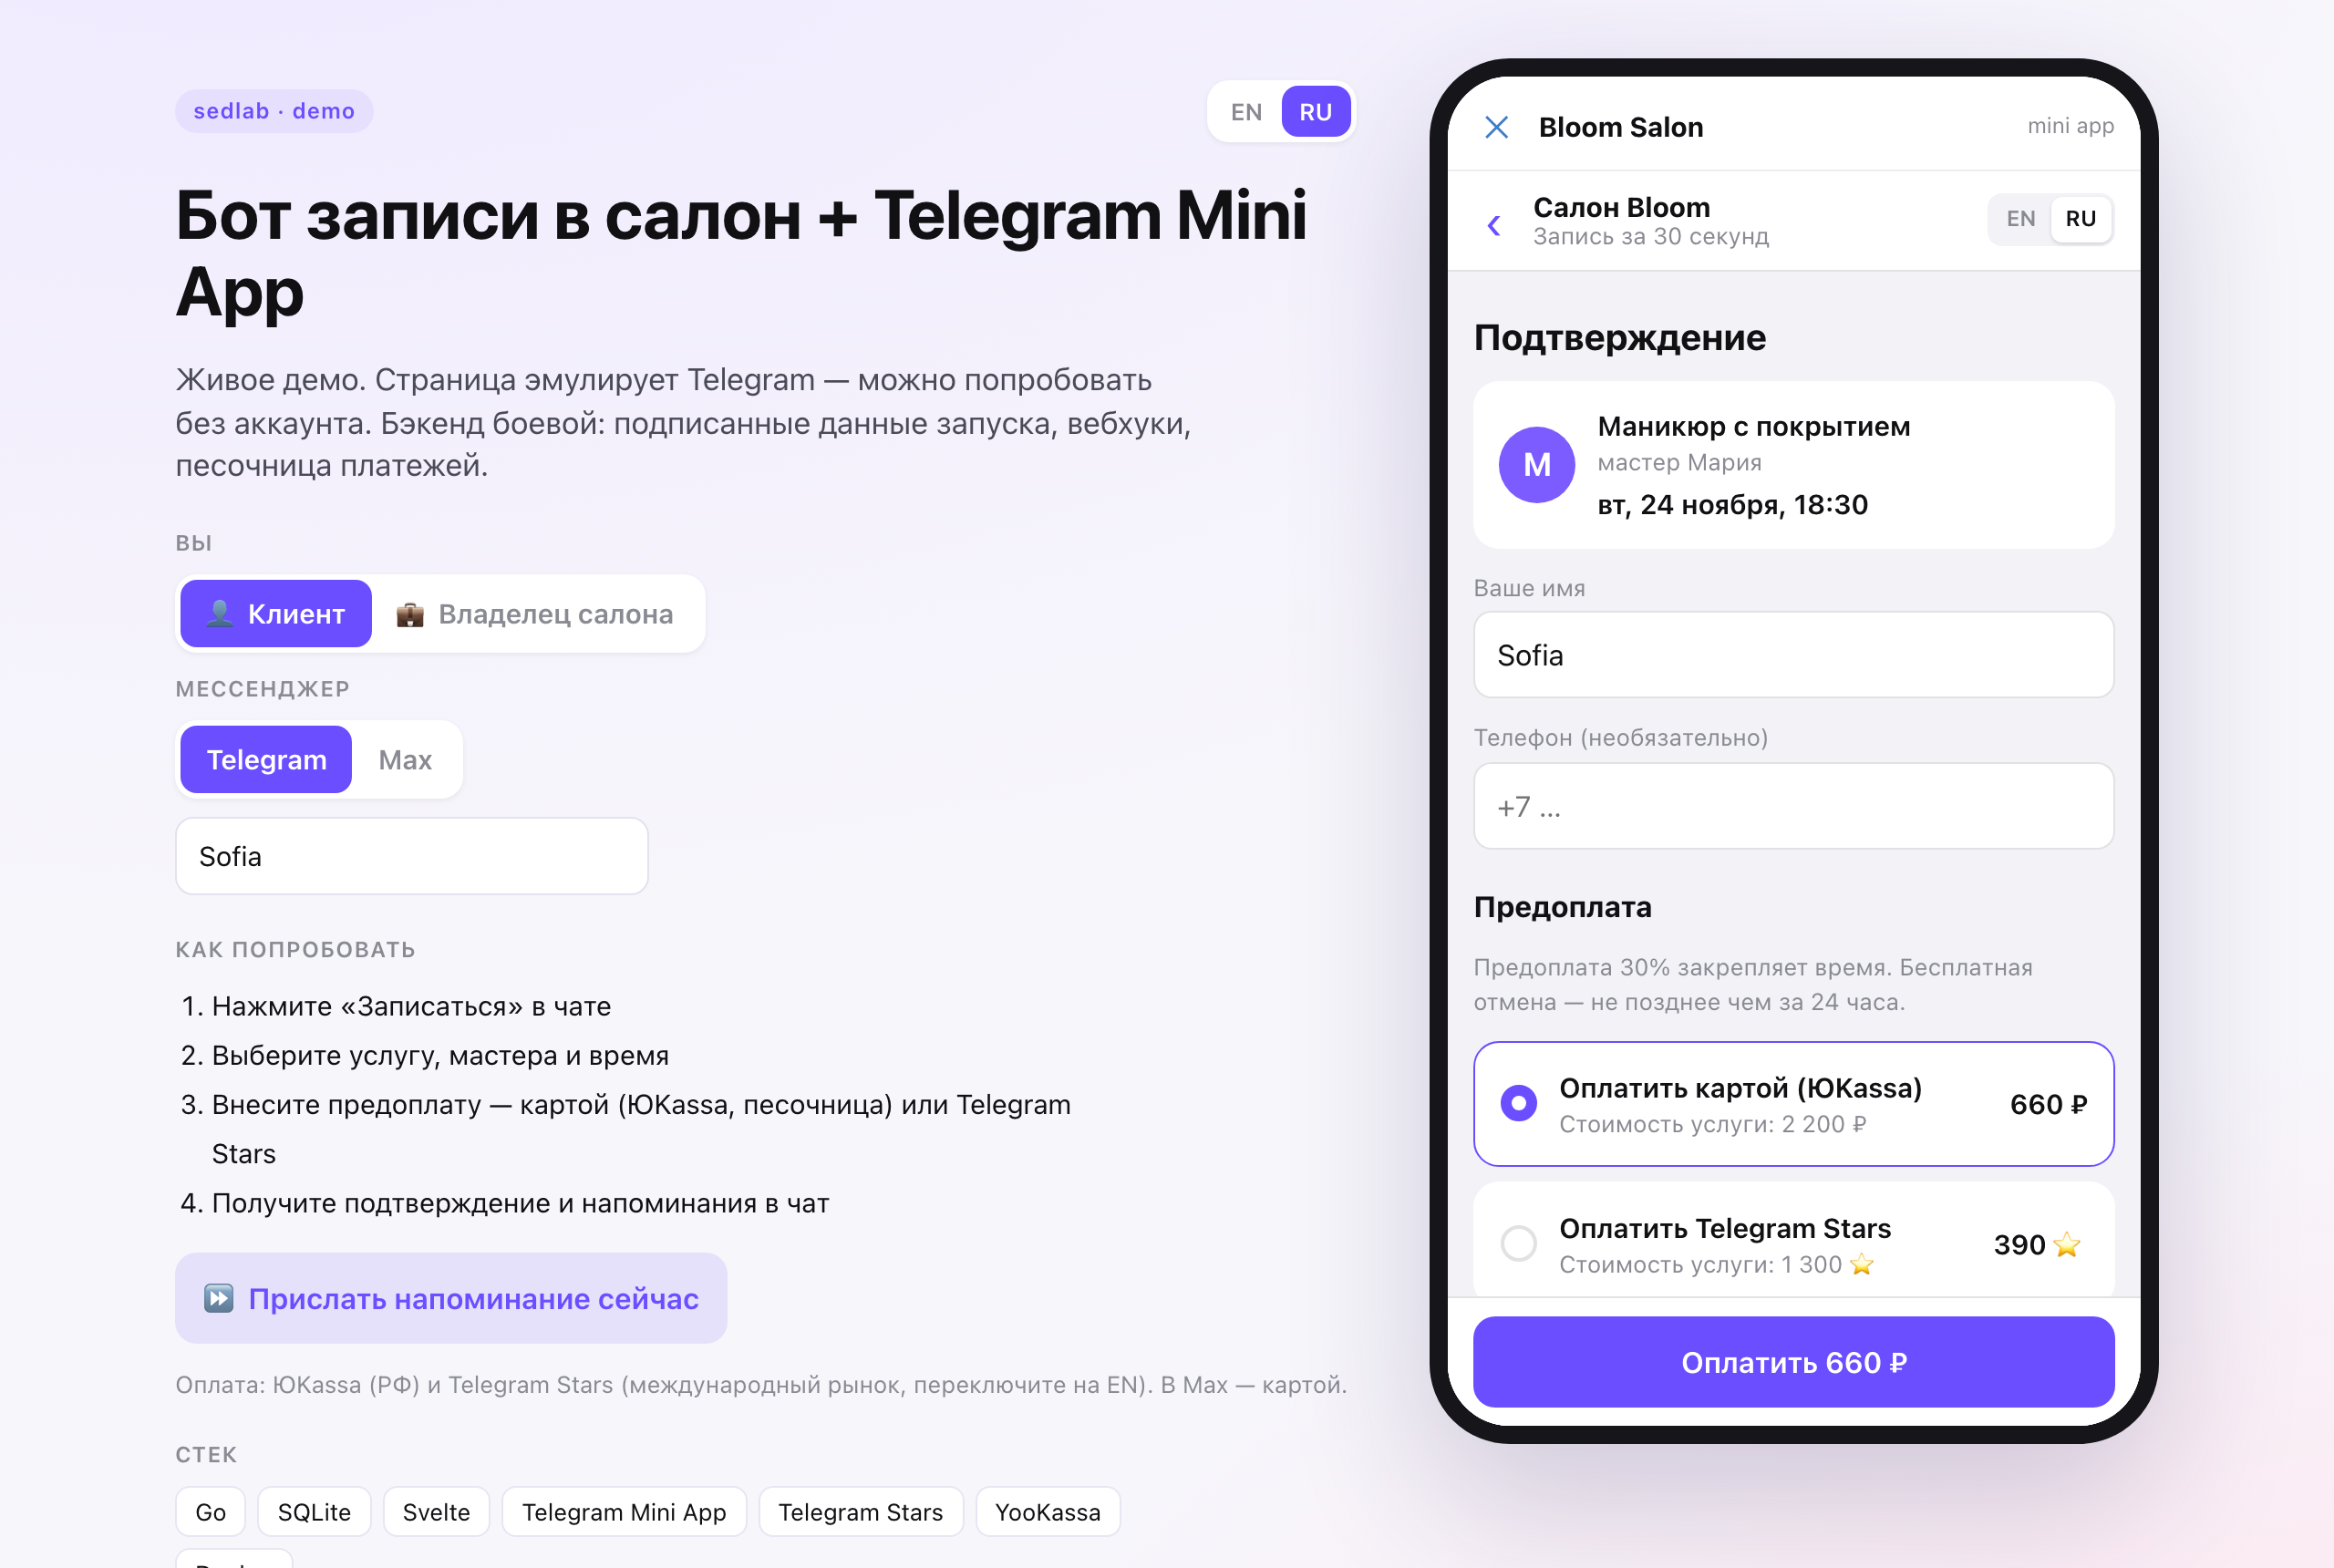 sedlab · demo
EN RU
Бот записи в салон + Telegram Mini
App
Живое демо. Страница эмулирует Telegram — можно попробовать
без аккаунта. Бэкенд боевой: подписанные данные запуска, вебхуки,
песочница платежей.
ВЫ
Клиент Владелец салона
МЕССЕНДЖЕР
Telegram Max
Sofia
КАК ПОПРОБОВАТЬ
1. Нажмите «Записаться» в чате
2. Выберите услугу, мастера и время
3. Внесите предоплату — картой (ЮKassa, песочница) или Telegram
Stars
4. Получите подтверждение и напоминания в чат
Прислать напоминание сейчас
Оплата: ЮKassa (РФ) и Telegram Stars (международный рынок, переключите на EN). В Max — картой.
СТЕК
Go SQLite Svelte Telegram Mini App Telegram Stars YooKassa
Bloom Salon mini app
Салон Bloom
Запись за 30 секунд
EN RU
Подтверждение
М
Маникюр с покрытием
мастер Мария
вт, 24 ноября, 18:30
Ваше имя
Sofia
Телефон (необязательно)
+7 ...
Предоплата
Предоплата 30% закрепляет время. Бесплатная
отмена — не позднее чем за 24 часа.
Оплатить картой (ЮKassa) 660 ₽
Стоимость услуги: 2 200 ₽
Оплатить Telegram Stars 390 ⭐
Стоимость услуги: 1 300 ⭐
Оплатить 660 ₽